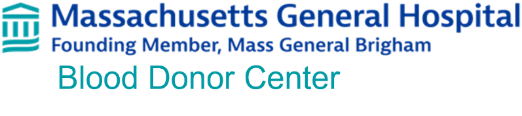 Massachusetts General Hospital
Founding Member, Mass General Brigham
Blood Donor Center